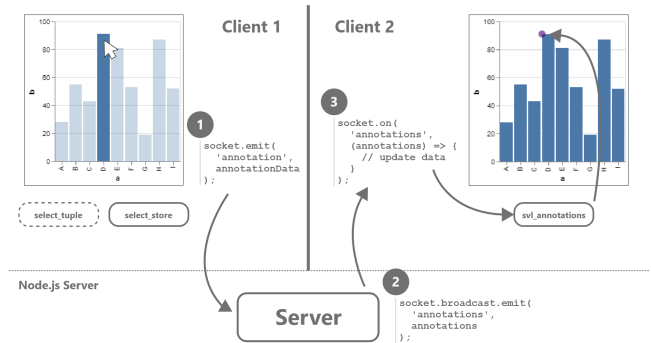 Client 1
Client 2
100
80
60
40
20
0
b
A B C D E F G H I
a
1
socket.emit(
'annotation',
annotationData
);
select_tuple
select_store
3
socket.on(
'annotations',
(annotations) => {
// update data
}
);
100
80
60
40
20
0
b
A B C D E F G H I
a
svl_annotations
Node.js Server
Server
2
socket.broadcast.emit(
'annotations',
annotations
);